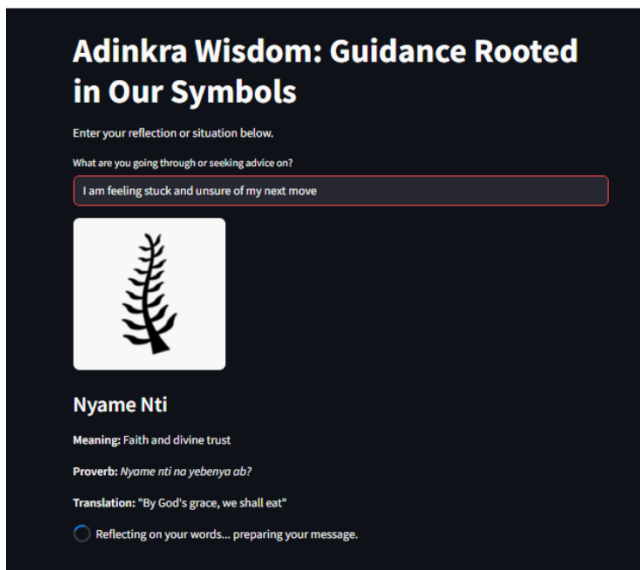 Adinkra Wisdom: Guidance Rooted
in Our Symbols
Enter your reflection or situation below.
What are you going through or seeking advice on?
I am feeling stuck and unsure of my next move
Nyame Nti
Meaning: Faith and divine trust
Proverb: Nyame nti na yebenya ab?
Translation: "By God's grace, we shall eat"
Reflecting on your words... preparing your message.